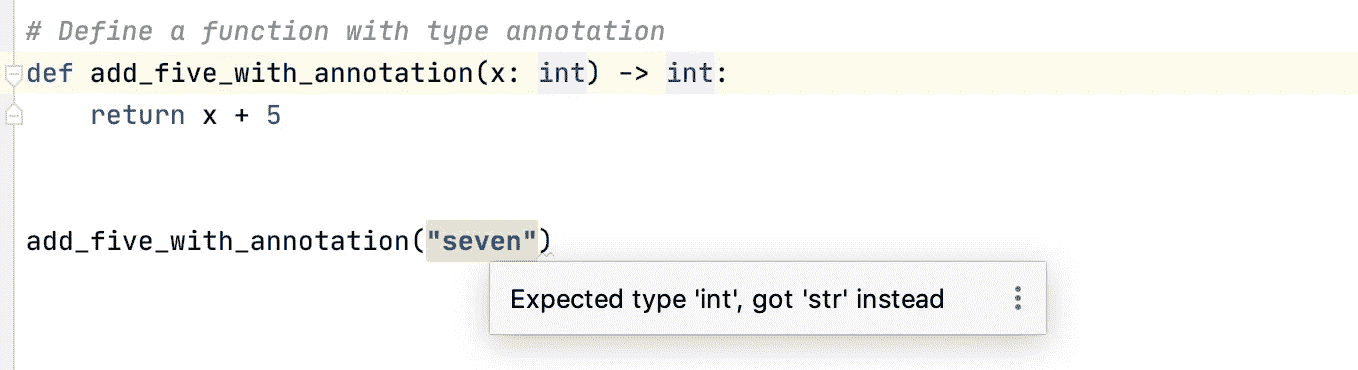 # Define a function with type annotation
def add_five_with_annotation(x: int) -> int:
    return x + 5
add_five_with_annotation("seven")
Expected type 'int', got 'str' instead